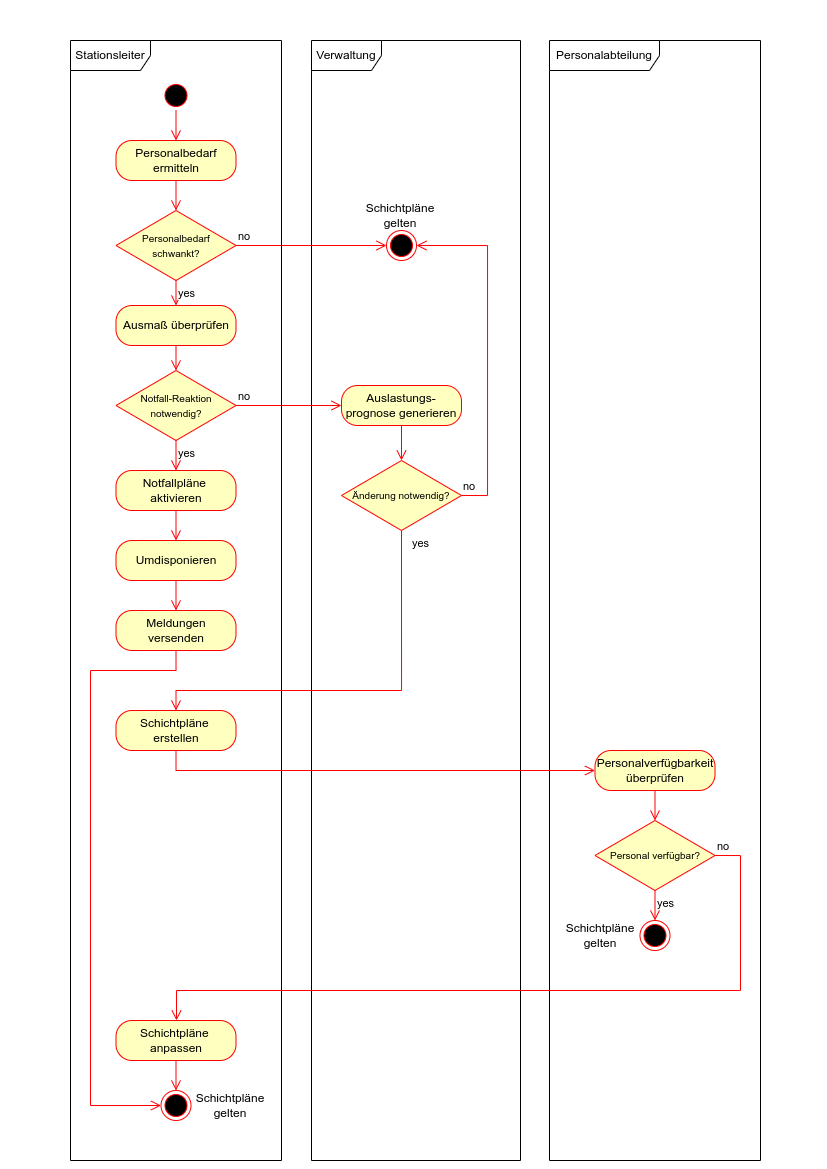 Stationsleiter
Verwaltung
Personalabteilung
Personalbedarf
ermitteln
Schichtpläne
gelten
Personalbedarf
schwankt?
no
yes
Ausmaß überprüfen
Notfall-Reaktion
notwendig?
no
Auslastungs-
prognose generieren
yes
Notfallpläne
aktivieren
Änderung notwendig?
no
yes
Umdisponieren
Meldungen
versenden
Schichtpläne
erstellen
Personalverfügbarkeit
überprüfen
Personal verfügbar?
no
yes
Schichtpläne
gelten
Schichtpläne
anpassen
Schichtpläne
gelten